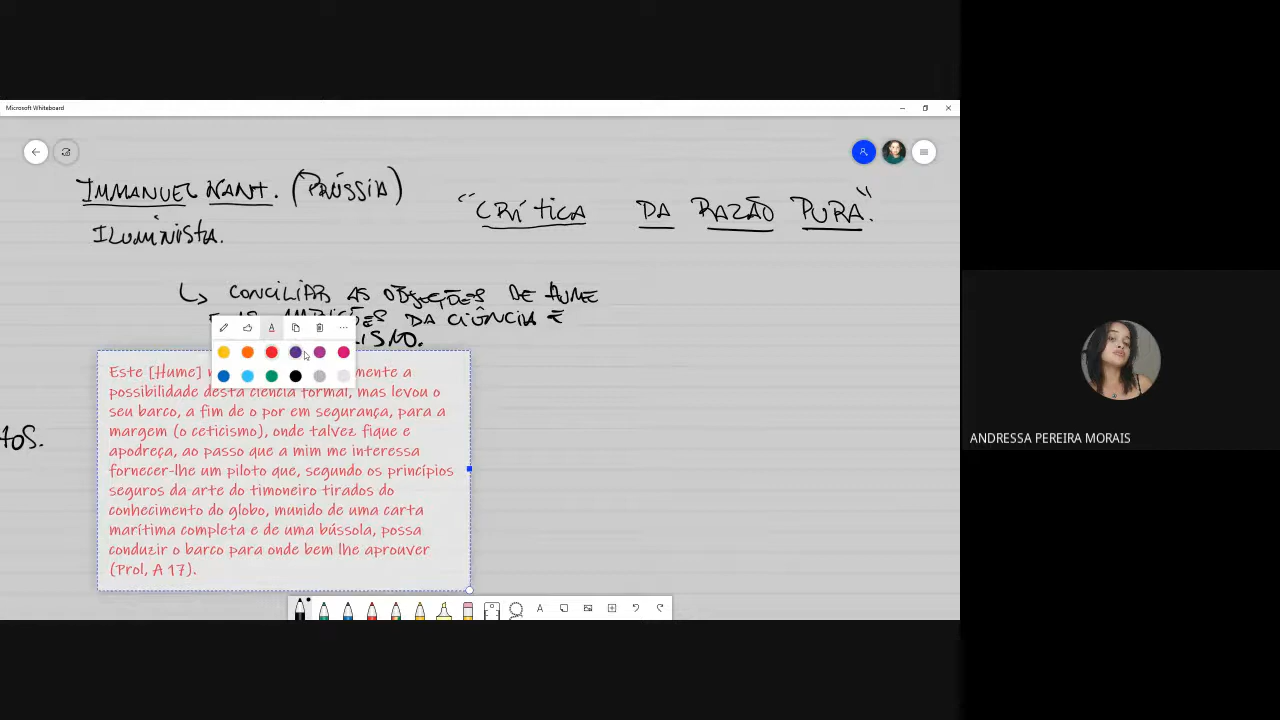 Microsoft Whiteboard
IMMANUEL KANT. (PRÚSSIA)
"CRÍTICA DA RAZÃO PURA".
ILUMINISTA.
CONCILIAR AS OBJEÇÕES DE HUME
DA CIÊNCIA E
Este [Hume] mente a
possibilidade desta ciência formal, mas levou o
seu barco, a fim de o por em segurança, para a
margem (o ceticismo), onde talvez fique e
apodreça, ao passo que a mim me interessa
fornecer-lhe um piloto que, segundo os princípios
seguros da arte do timoneiro tirados do
conhecimento do globo, munido de uma carta
marítima completa e de uma bússola, possa
conduzir o barco para onde bem lhe aprouver
(Prol, A 17).
ANDRESSA PEREIRA MORAIS